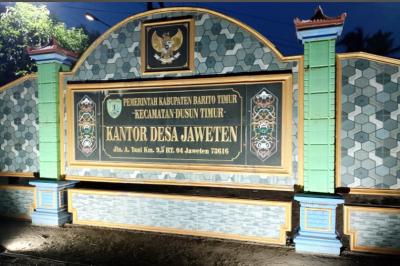 PEMERINTAH KABUPATEN BARITO TIMUR
-KECAMATAN-DUSUN TIMUR-
KANTOR DESA JAWETEN
Jln. A. Yani Km. 9,5 RT. 04 Jaweten 73616